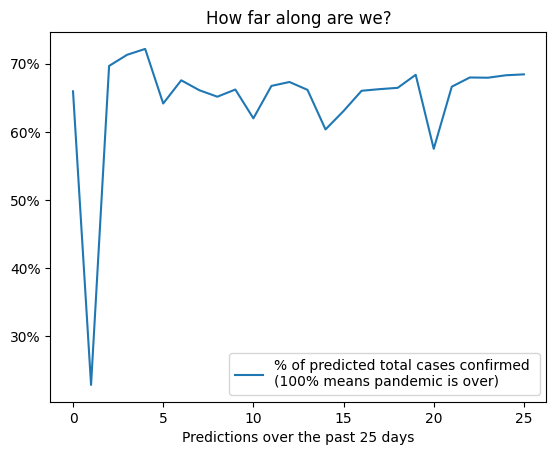 How far along are we?
70%
60%
50%
40%
30%
% of predicted total cases confirmed
(100% means pandemic is over)
0 5 10 15 20 25
Predictions over the past 25 days